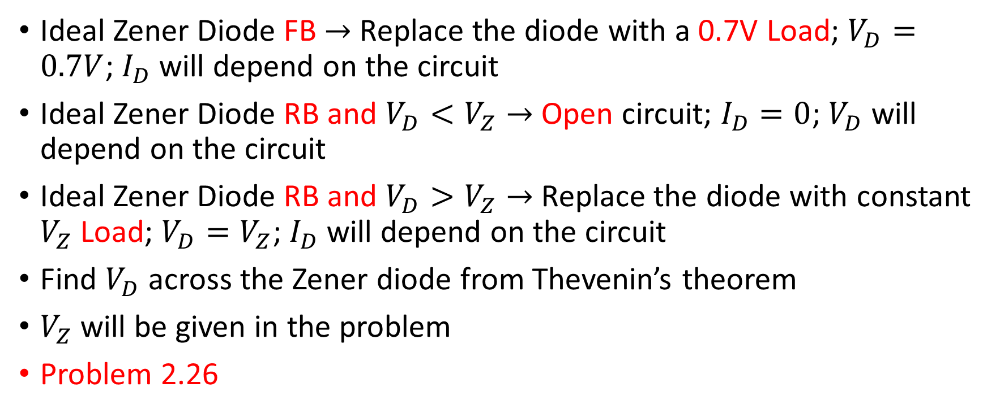 • Ideal Zener Diode FB → Replace the diode with a 0.7V Load; V_D =
0.7V; I_D will depend on the circuit
• Ideal Zener Diode RB and V_D < V_Z → Open circuit; I_D = 0; V_D will
depend on the circuit
• Ideal Zener Diode RB and V_D > V_Z → Replace the diode with constant
V_Z Load; V_D = V_Z; I_D will depend on the circuit
• Find V_D across the Zener diode from Thevenin’s theorem
• V_Z will be given in the problem
• Problem 2.26